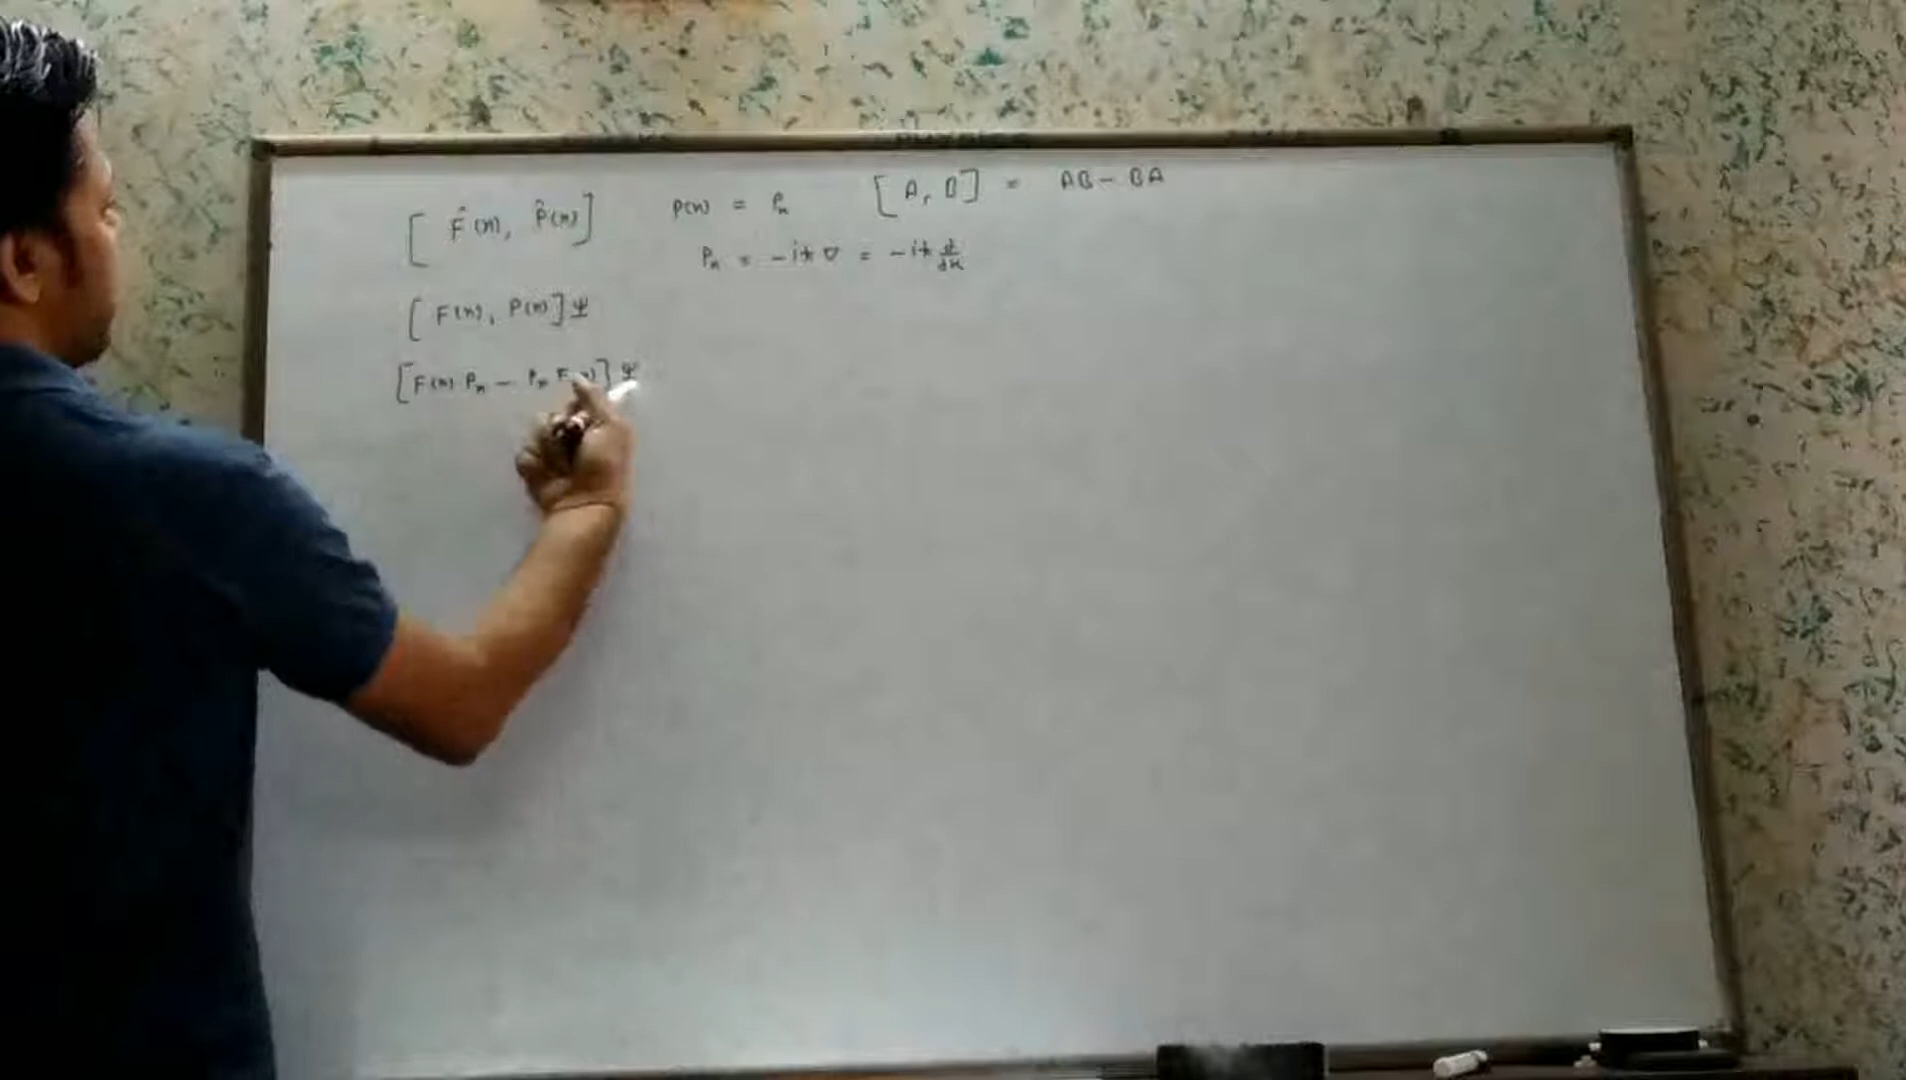 [ F̂(x), P̂(x) ] P(x) = Pₓ [ A, B ] = AB - BA
Pₓ = -iħ ∇ = -iħ d/dx
[ F(x), P(x) ] Ψ
[ F(x) Pₓ - Pₓ F(x) ] Ψ